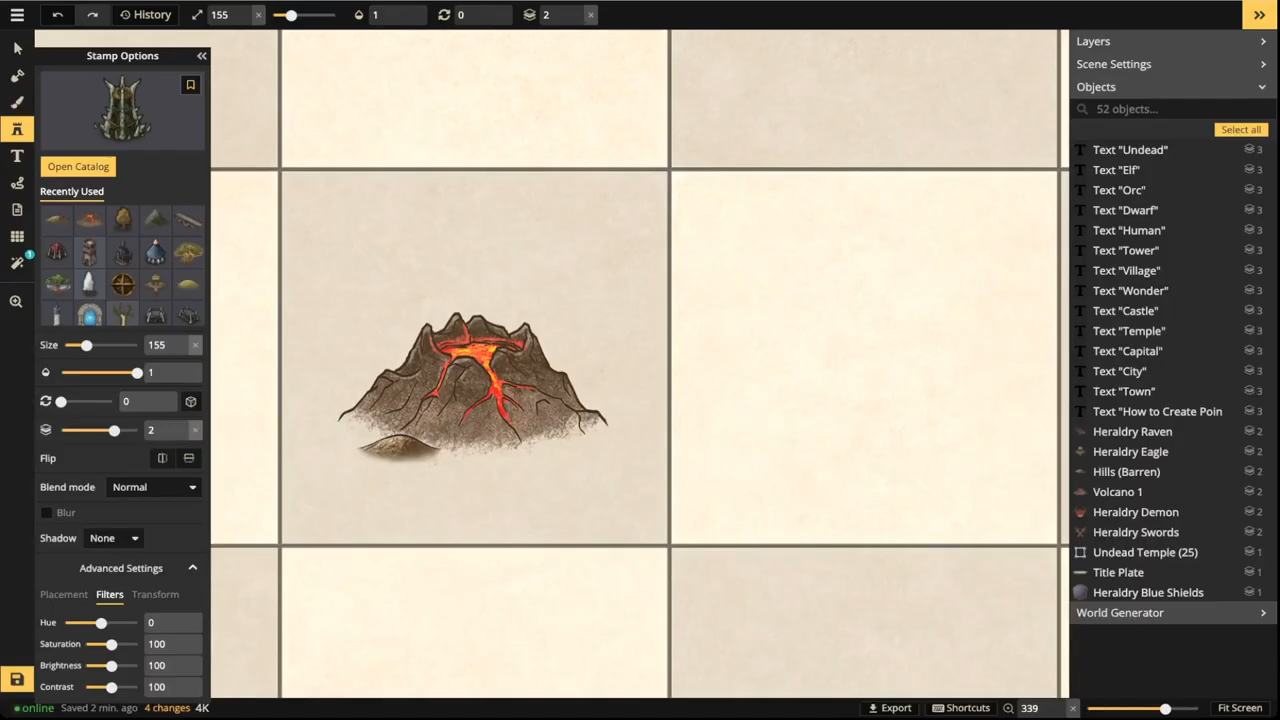 History
155
1
0
2
Stamp Options
Open Catalog
Recently Used
Size
155
1
0
2
Flip
Blend mode
Normal
Blur
Shadow
None
Advanced Settings
Placement
Filters
Transform
Hue
0
Saturation
100
Brightness
100
Contrast
100
1
Layers
Scene Settings
Objects
52 objects...
Select all
Text "Undead" 3
Text "Elf" 3
Text "Orc" 3
Text "Dwarf" 3
Text "Human" 3
Text "Tower" 3
Text "Village" 3
Text "Wonder" 3
Text "Castle" 3
Text "Temple" 3
Text "Capital" 3
Text "City" 3
Text "Town" 3
Text "How to Create Poin 3
Heraldry Raven 2
Heraldry Eagle 2
Hills (Barren) 2
Volcano 1 2
Heraldry Demon 2
Heraldry Swords 2
Undead Temple (25) 1
Title Plate 1
Heraldry Blue Shields 1
World Generator
online Saved 2 min. ago 4 changes 4K
Export
Shortcuts
339
Fit Screen